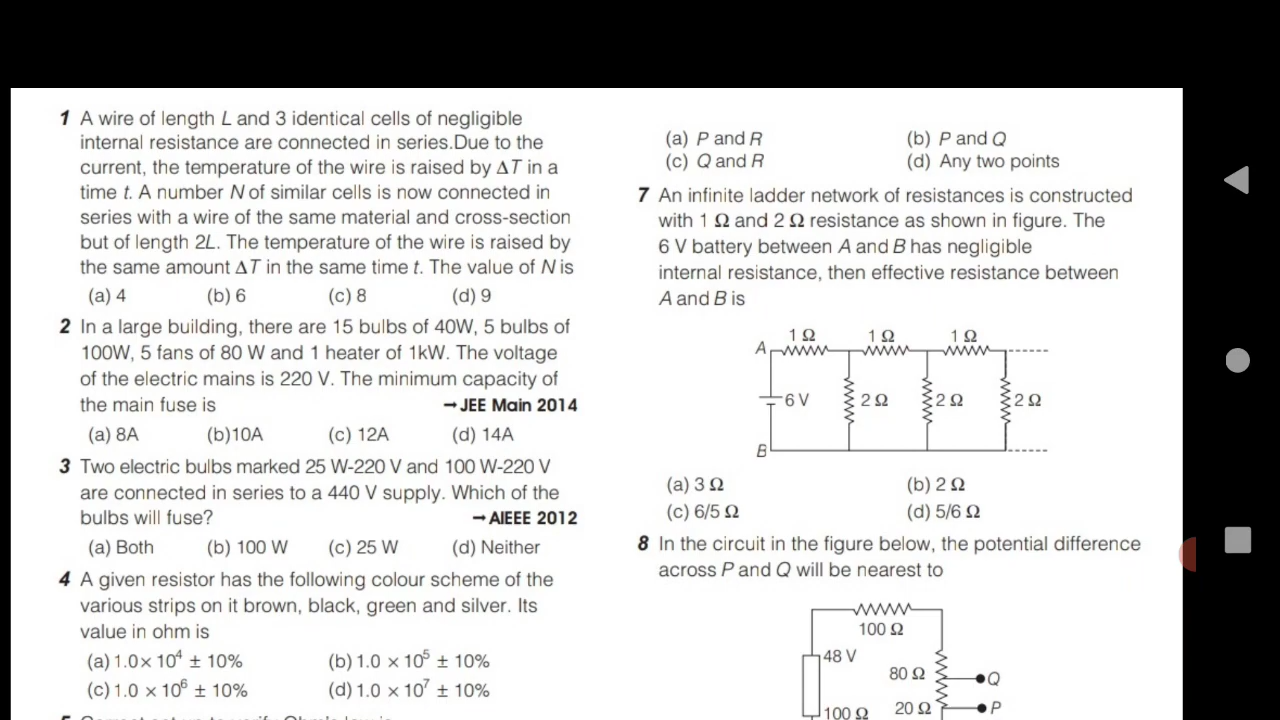 1 A wire of length L and 3 identical cells of negligible
internal resistance are connected in series.Due to the
current, the temperature of the wire is raised by ΔT in a
time t. A number N of similar cells is now connected in
series with a wire of the same material and cross-section
but of length 2L. The temperature of the wire is raised by
the same amount ΔT in the same time t. The value of N is
(a) 4 (b) 6 (c) 8 (d) 9
2 In a large building, there are 15 bulbs of 40W, 5 bulbs of
100W, 5 fans of 80 W and 1 heater of 1kW. The voltage
of the electric mains is 220 V. The minimum capacity of
the main fuse is → JEE Main 2014
(a) 8A (b)10A (c) 12A (d) 14A
3 Two electric bulbs marked 25 W-220 V and 100 W-220 V
are connected in series to a 440 V supply. Which of the
bulbs will fuse? → AIEEE 2012
(a) Both (b) 100 W (c) 25 W (d) Neither
4 A given resistor has the following colour scheme of the
various strips on it brown, black, green and silver. Its
value in ohm is
(a) 1.0× 10⁴ ± 10% (b) 1.0 × 10⁵ ± 10%
(c) 1.0 × 10⁶ ± 10% (d) 1.0 × 10⁷ ± 10%
(a) P and R (b) P and Q
(c) Q and R (d) Any two points
7 An infinite ladder network of resistances is constructed
with 1 Ω and 2 Ω resistance as shown in figure. The
6 V battery between A and B has negligible
internal resistance, then effective resistance between
A and B is
1 Ω 1 Ω 1 Ω
A
6 V 2 Ω 2 Ω 2 Ω
B
(a) 3 Ω (b) 2 Ω
(c) 6/5 Ω (d) 5/6 Ω
8 In the circuit in the figure below, the potential difference
across P and Q will be nearest to
100 Ω
48 V
80 Ω Q
20 Ω P
100 Ω